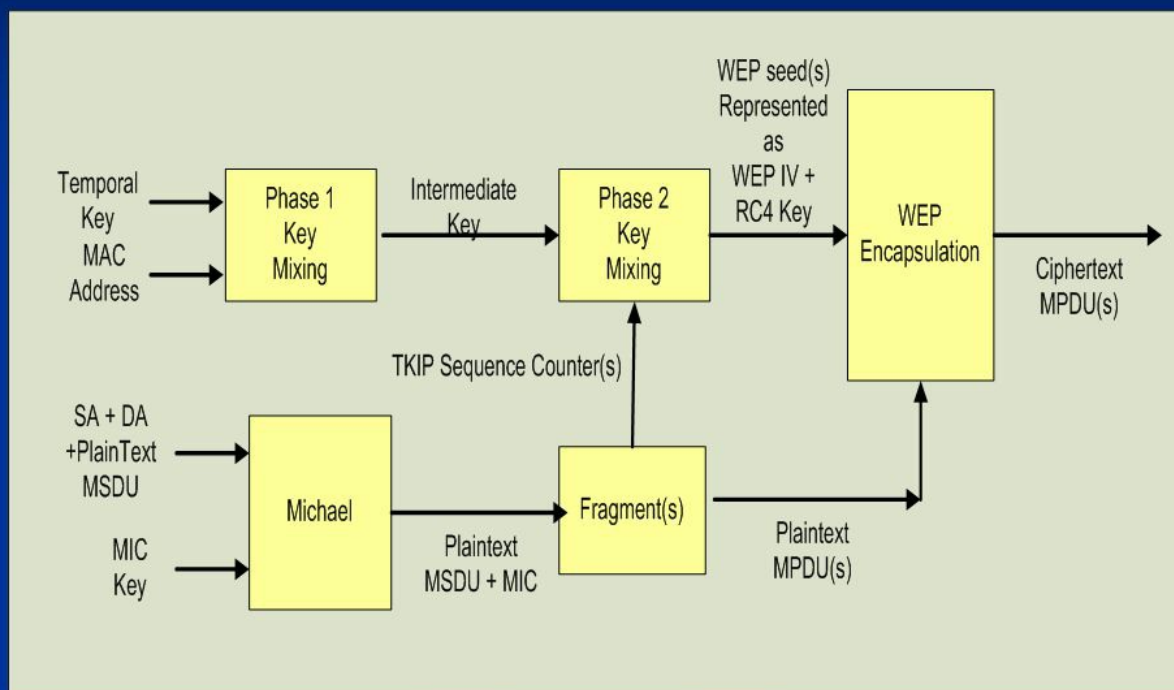 Temporal
Key
MAC
Address
Phase 1
Key
Mixing
Intermediate
Key
Phase 2
Key
Mixing
WEP seed(s)
Represented
as
WEP IV +
RC4 Key
WEP
Encapsulation
Ciphertext
MPDU(s)
TKIP Sequence Counter(s)
SA + DA
+PlainText
MSDU
MIC
Key
Michael
Plaintext
MSDU + MIC
Fragment(s)
Plaintext
MPDU(s)